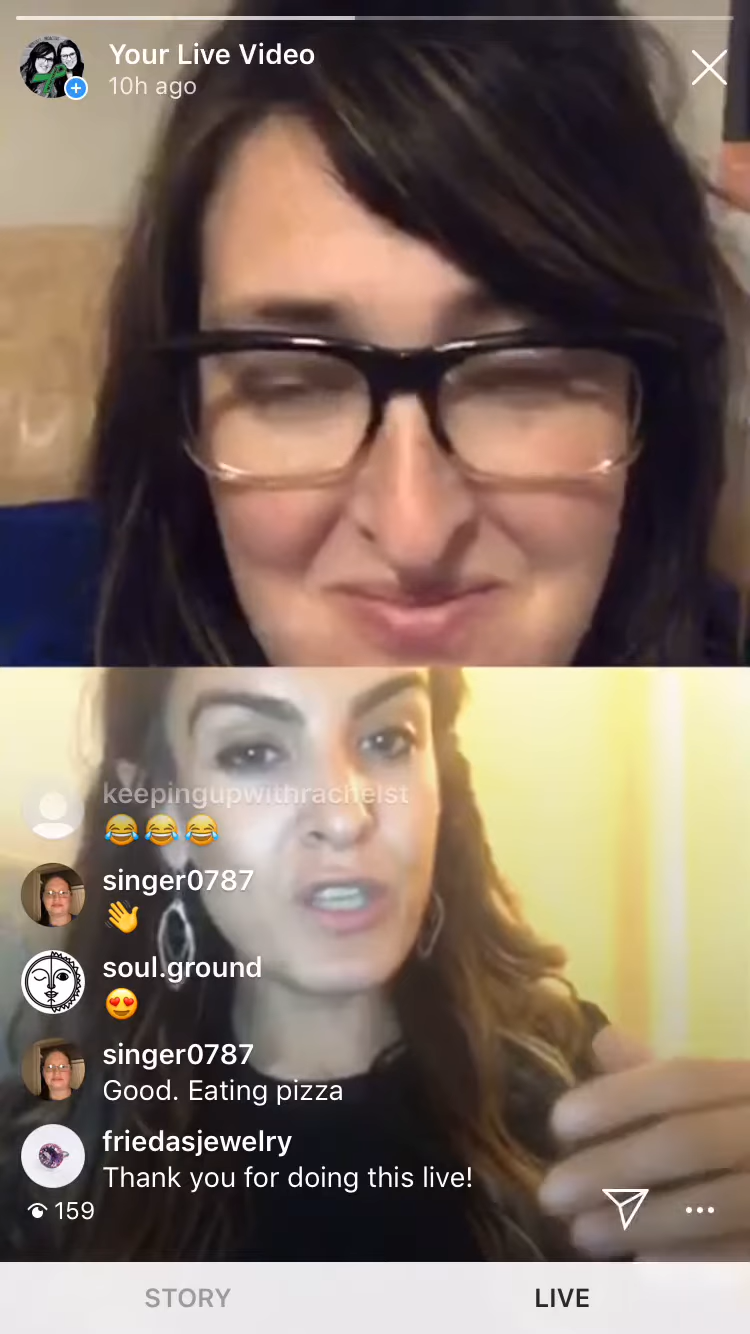 Your Live Video
10h ago
keepingupwithrachelst
😂😂😂
singer0787
👋
soul.ground
😍
singer0787
Good. Eating pizza
friedasjewelry
Thank you for doing this live!
159
STORY
LIVE